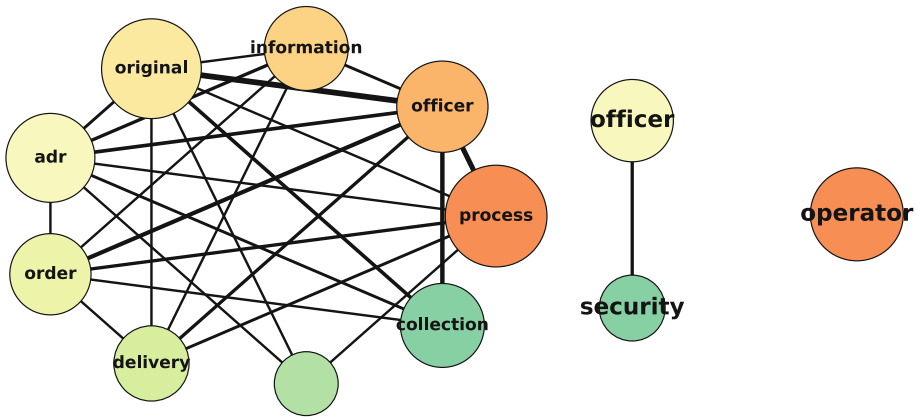 information
original
officer
officer
adr
operator
process
order
security
collection
delivery